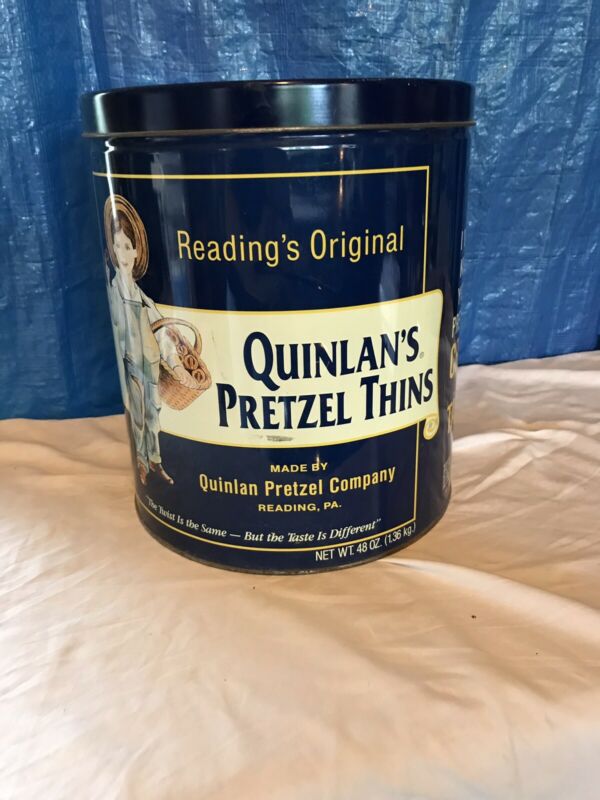 Reading's Original
QUINLAN'S®
PRETZEL THINS
MADE BY
Quinlan Pretzel Company
READING, PA.
"The Twist Is the Same — But the Taste Is Different"
NET WT. 48 OZ. (1.36 kg.)